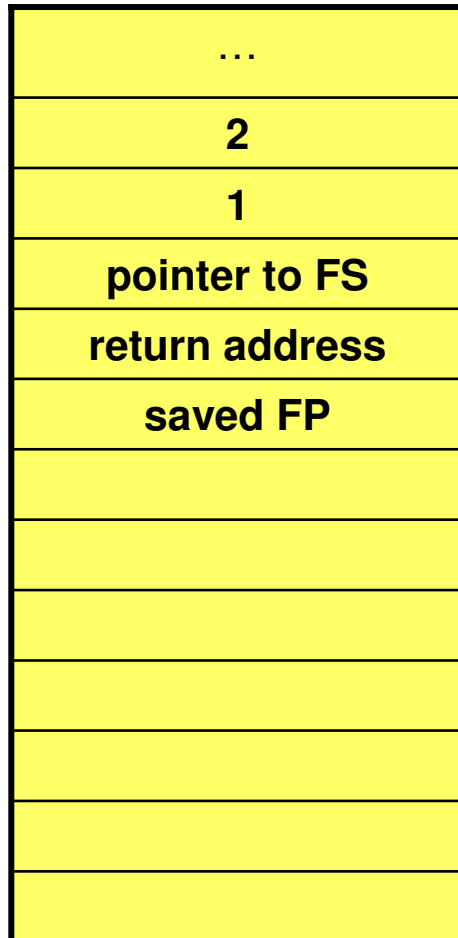 ...
2
1
pointer to FS
return address
saved FP